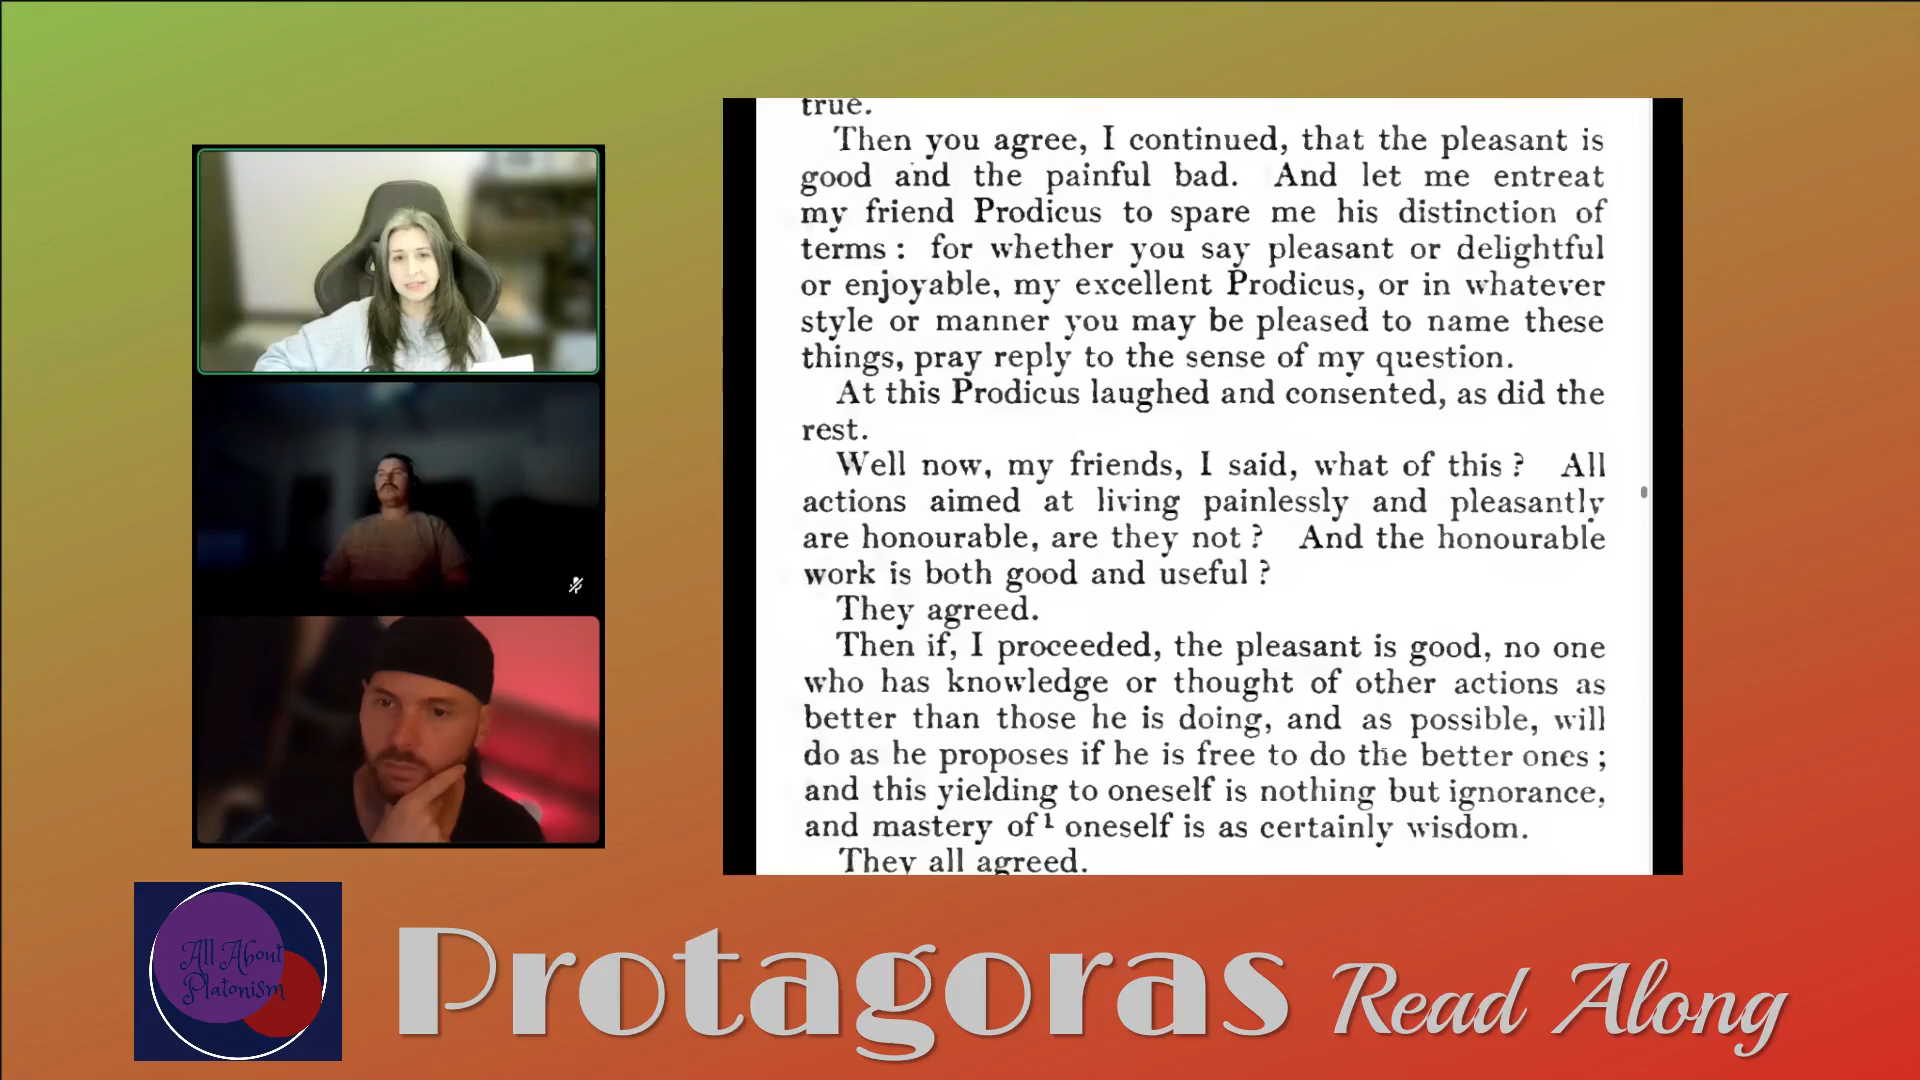 true.
Then you agree, I continued, that the pleasant is
good and the painful bad. And let me entreat
my friend Prodicus to spare me his distinction of
terms : for whether you say pleasant or delightful
or enjoyable, my excellent Prodicus, or in whatever
style or manner you may be pleased to name these
things, pray reply to the sense of my question.
At this Prodicus laughed and consented, as did the
rest.
Well now, my friends, I said, what of this ? All
actions aimed at living painlessly and pleasantly
are honourable, are they not ? And the honourable
work is both good and useful ?
They agreed.
Then if, I proceeded, the pleasant is good, no one
who has knowledge or thought of other actions as
better than those he is doing, and as possible, will
do as he proposes if he is free to do the better ones ;
and this yielding to oneself is nothing but ignorance,
and mastery of¹ oneself is as certainly wisdom.
They all agreed.
All About
Platonism
Protagoras Read Along